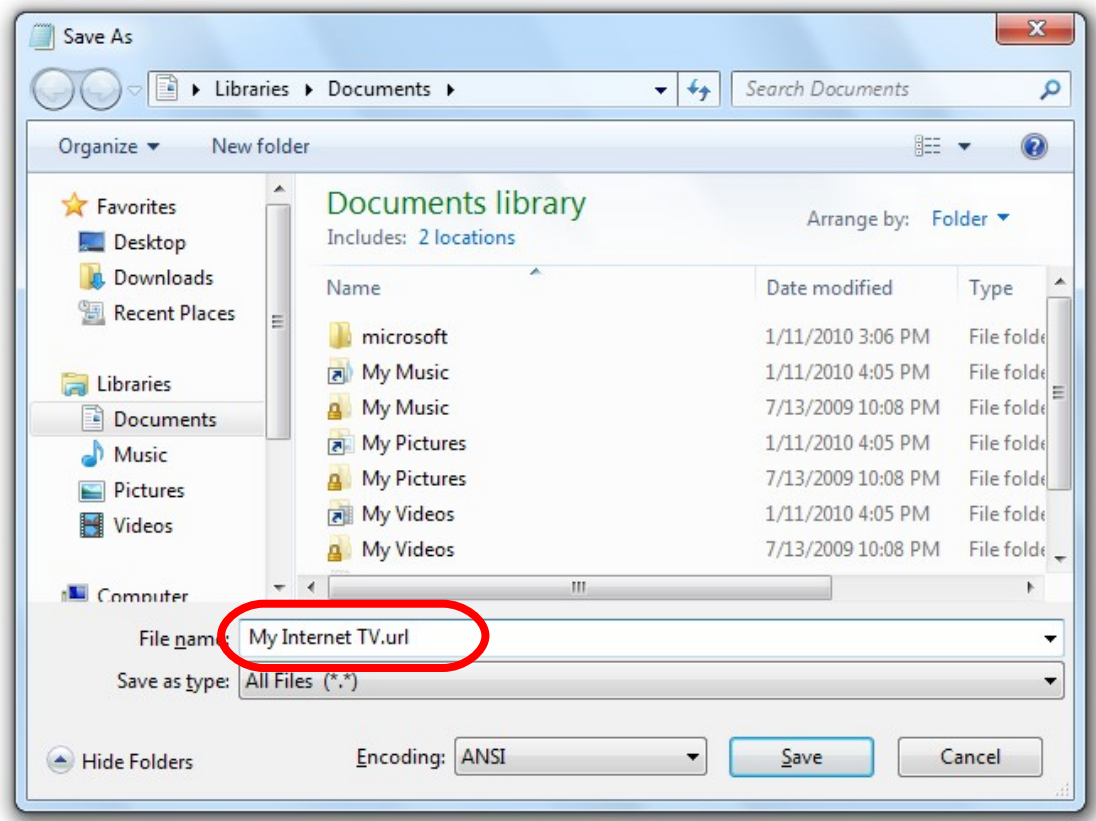 Save As
Libraries Documents Search Documents
Organize New folder
Favorites
Desktop
Downloads
Recent Places
Libraries
Documents
Music
Pictures
Videos
Computer
Documents library
Includes: 2 locations
Arrange by: Folder
Name Date modified Type
microsoft 1/11/2010 3:06 PM File folde
My Music 1/11/2010 4:05 PM File folde
My Music 7/13/2009 10:08 PM File folde
My Pictures 1/11/2010 4:05 PM File folde
My Pictures 7/13/2009 10:08 PM File folde
My Videos 1/11/2010 4:05 PM File folde
My Videos 7/13/2009 10:08 PM File folde
File name: My Internet TV.url
Save as type: All Files (*.*)
Hide Folders Encoding: ANSI Save Cancel